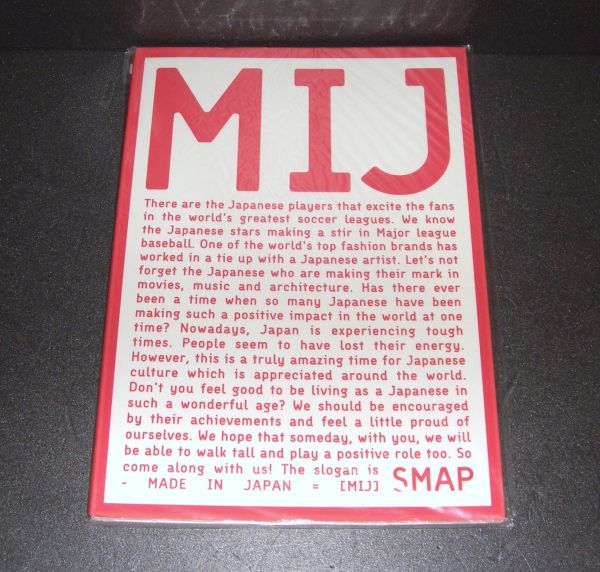 MIJ
There are the Japanese players that excite the fans
in the world's greatest soccer leagues. We know
the Japanese stars making a stir in Major league
baseball. One of the world's top fashion brands has
worked in a tie up with a Japanese artist. Let's not
forget the Japanese who are making their mark in
movies, music and architecture. Has there ever
been a time when so many Japanese have been
making such a positive impact in the world at one
time? Nowadays, Japan is experiencing tough
times. People seem to have lost their energy.
However, this is a truly amazing time for Japanese
culture which is appreciated around the world.
Don't you feel good to be living as a Japanese in
such a wonderful age? We should be encouraged
by their achievements and feel a little proud of
ourselves. We hope that someday, with you, we will
be able to walk tall and play a positive role too. So
come along with us! The slogan is
- MADE IN JAPAN = [MIJ] SMAP